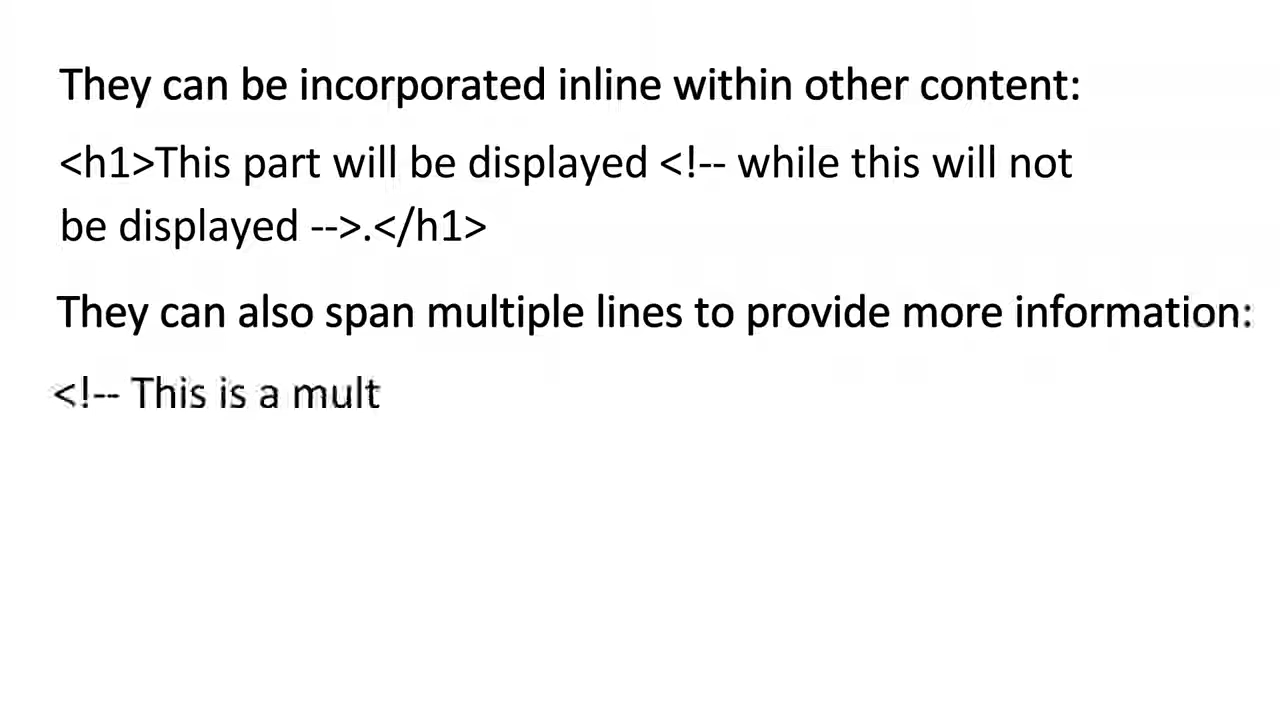 They can be incorporated inline within other content:
<h1>This part will be displayed <!-- while this will not
be displayed -->.</h1>
They can also span multiple lines to provide more information:
<!-- This is a mult